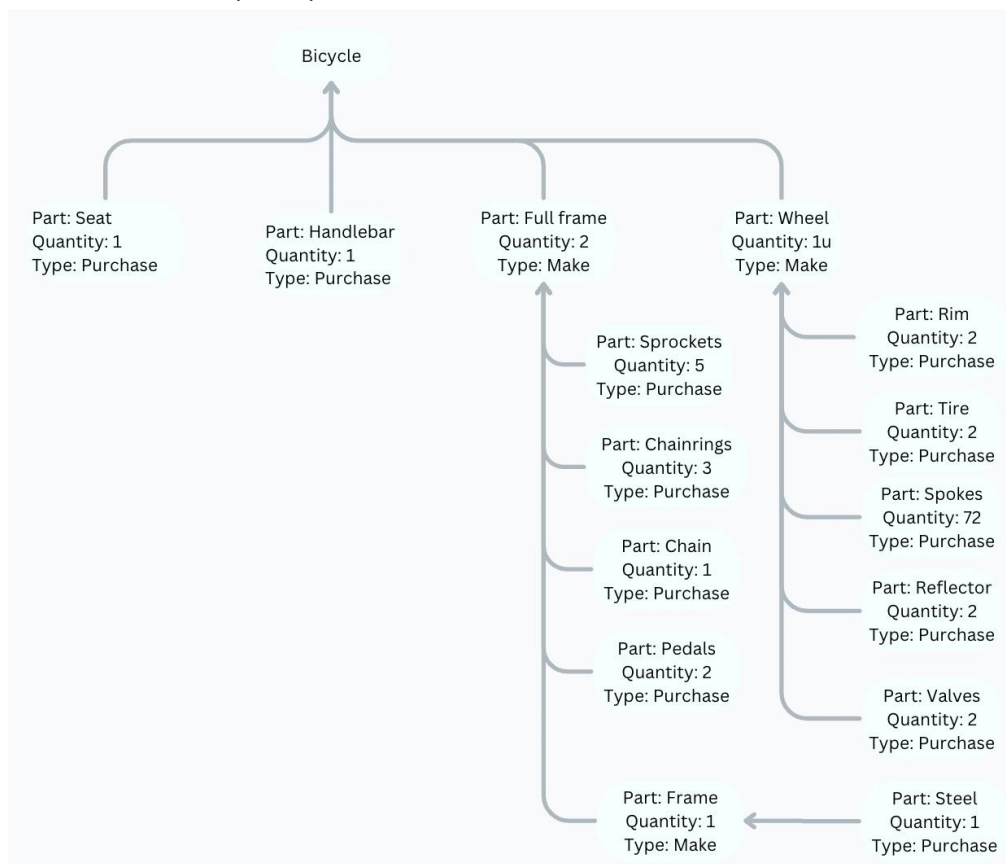 Bicycle
Part: Seat
Quantity: 1
Type: Purchase
Part: Handlebar
Quantity: 1
Type: Purchase
Part: Full frame
Quantity: 2
Type: Make
Part: Wheel
Quantity: 1u
Type: Make
Part: Sprockets
Quantity: 5
Type: Purchase
Part: Chainrings
Quantity: 3
Type: Purchase
Part: Chain
Quantity: 1
Type: Purchase
Part: Pedals
Quantity: 2
Type: Purchase
Part: Frame
Quantity: 1
Type: Make
Part: Rim
Quantity: 2
Type: Purchase
Part: Tire
Quantity: 2
Type: Purchase
Part: Spokes
Quantity: 72
Type: Purchase
Part: Reflector
Quantity: 2
Type: Purchase
Part: Valves
Quantity: 2
Type: Purchase
Part: Steel
Quantity: 1
Type: Purchase